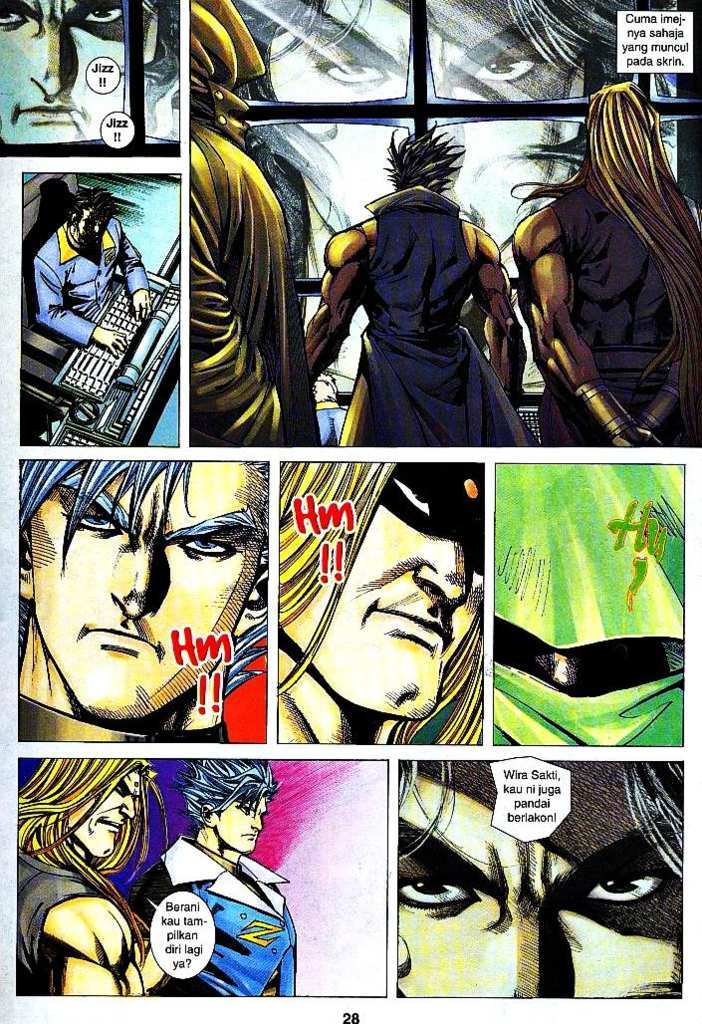 Jizz
!!
Jizz
!!
Cuma imej-
nya sahaja
yang muncul
pada skrin.
Hm
!!
Hm
!!
Berani
kau tam-
pilkan
diri lagi
ya?
Wira Sakti,
kau ni juga
pandai
berlakon!
28